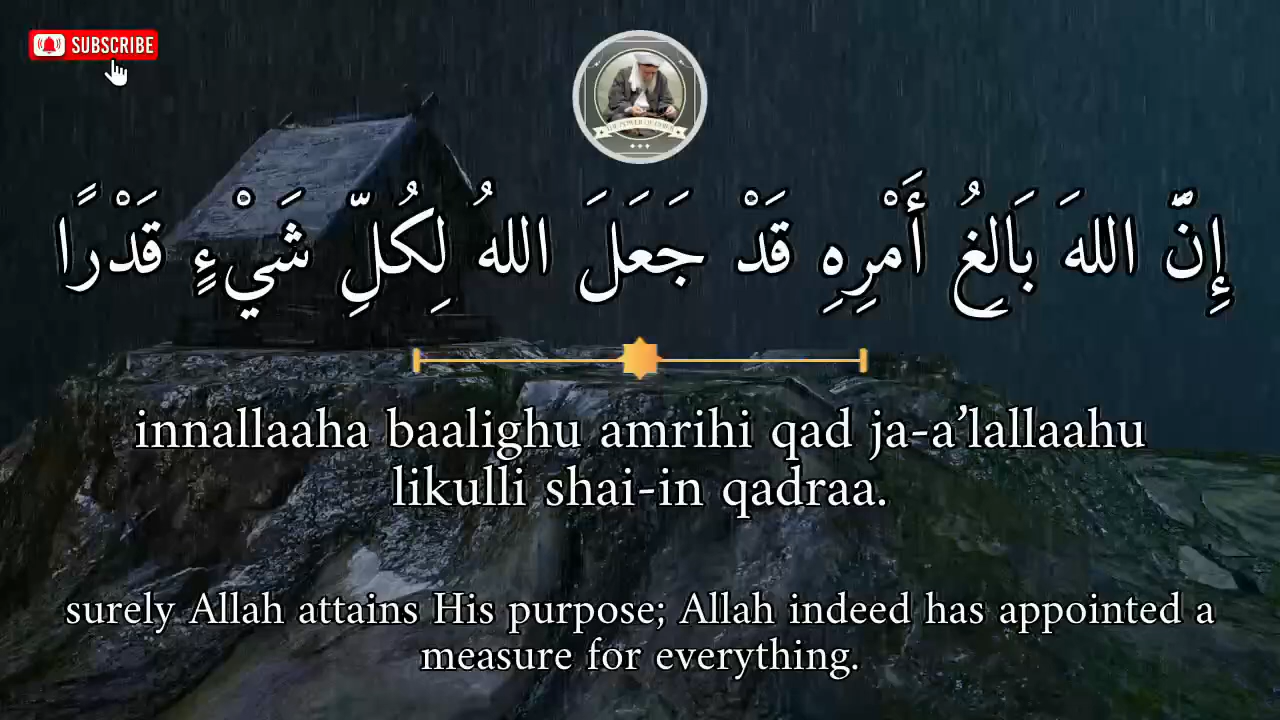 SUBSCRIBE
إِنَّ اللهَ بَالِغُ أَمْرِهِ قَدْ جَعَلَ اللهُ لِكُلِّ شَيْءٍ قَدْرًا
innallaaha baalighu amrihi qad ja-a’lallaahu
likulli shai-in qadraa.
surely Allah attains His purpose; Allah indeed has appointed a
measure for everything.